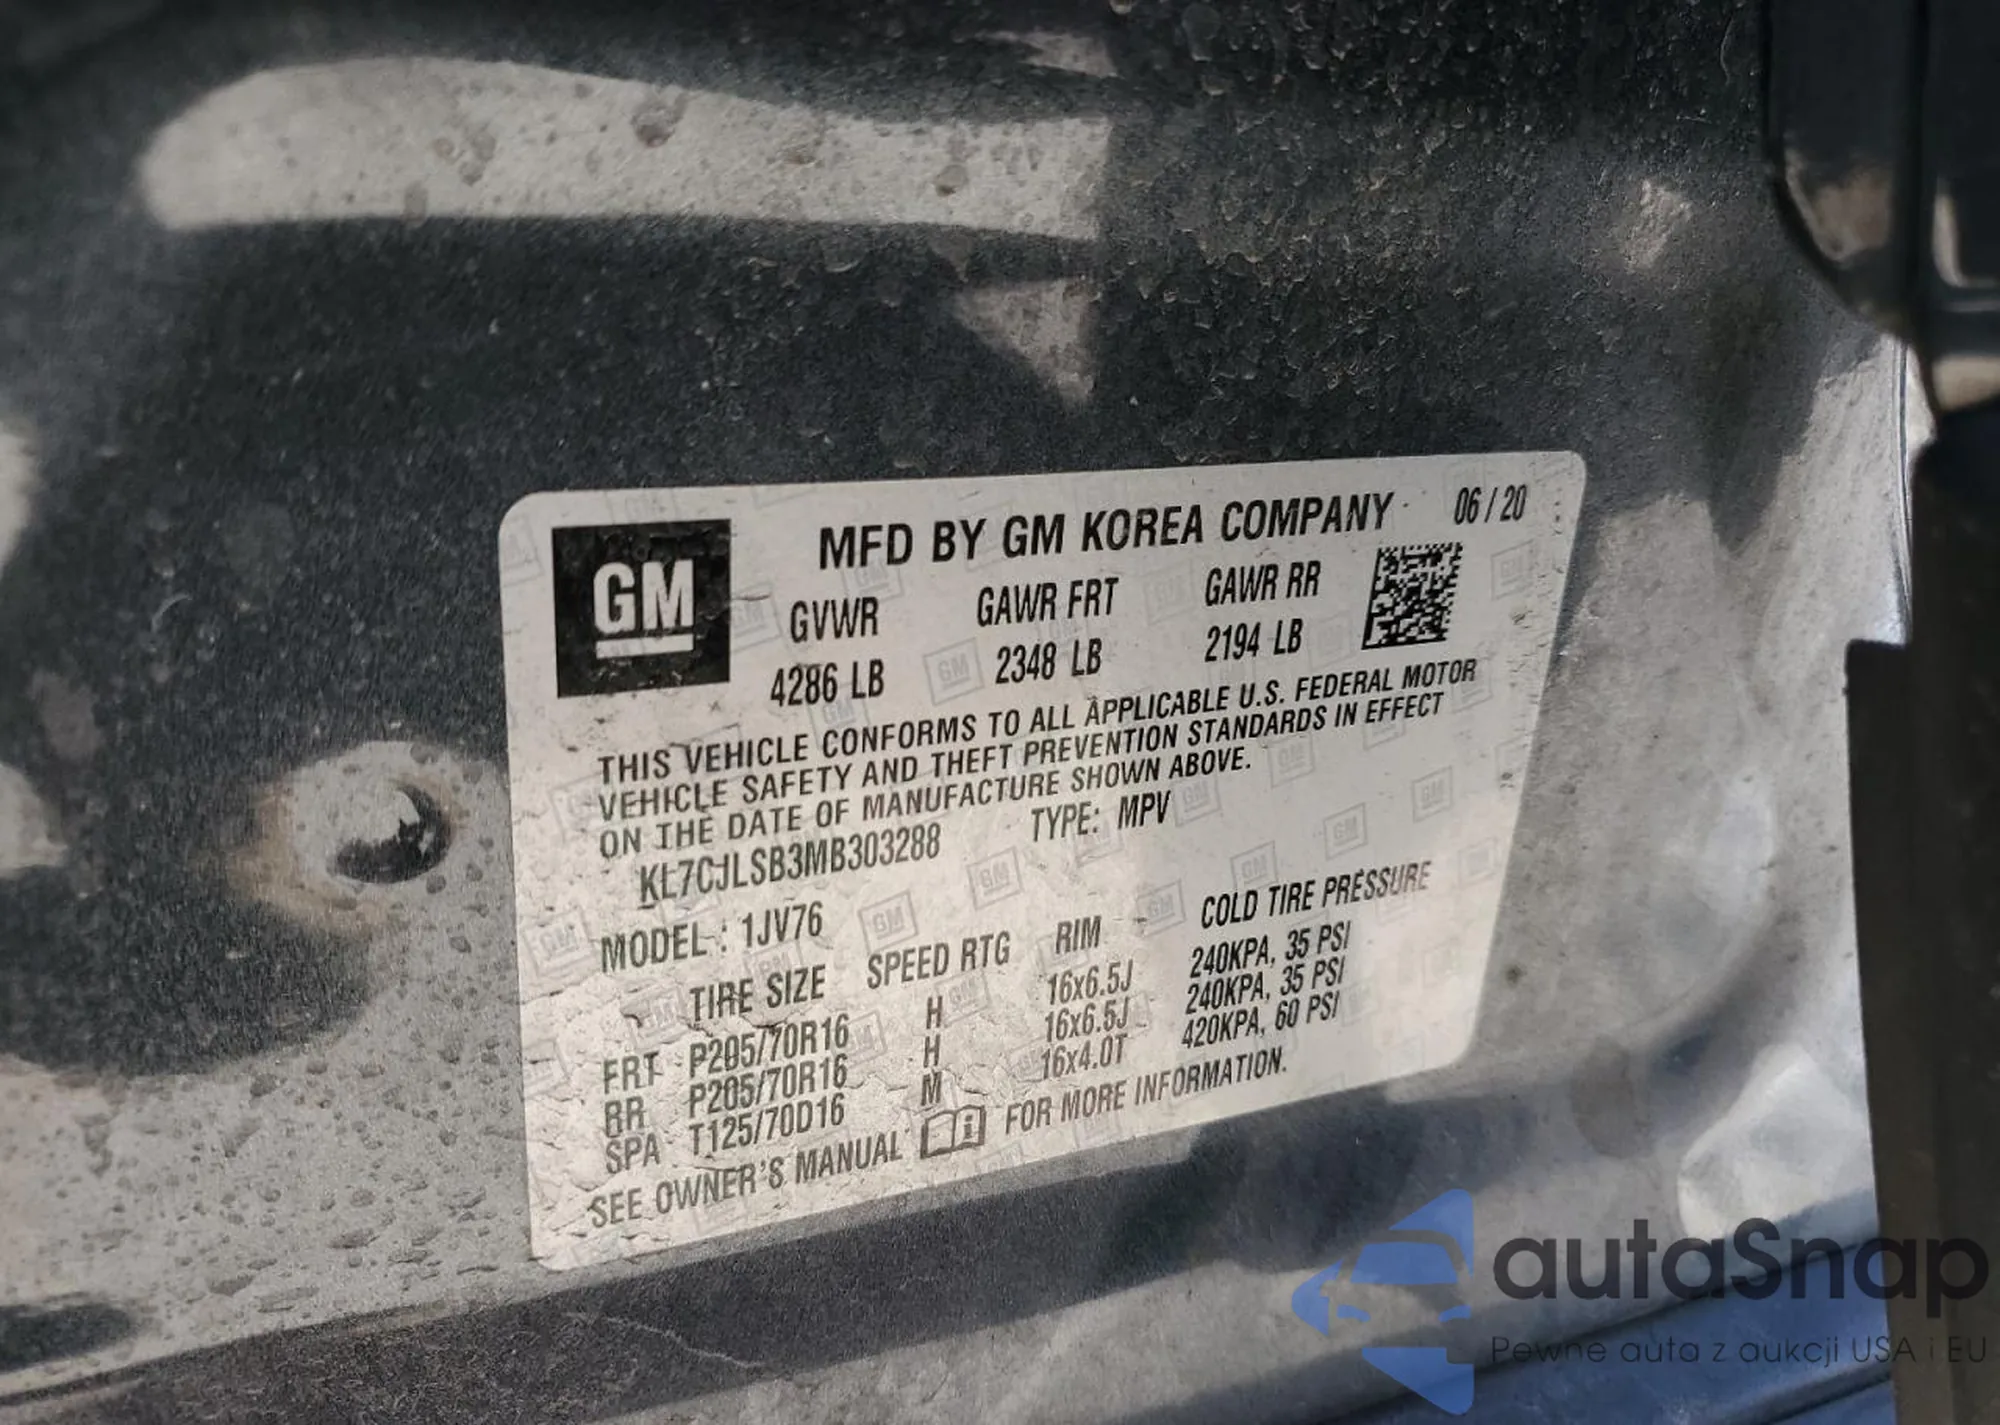 GM
MFD BY GM KOREA COMPANY 06/20
GVWR GAWR FRT GAWR RR
4286 LB 2348 LB 2194 LB
THIS VEHICLE CONFORMS TO ALL APPLICABLE U.S. FEDERAL MOTOR
VEHICLE SAFETY AND THEFT PREVENTION STANDARDS IN EFFECT
ON THE DATE OF MANUFACTURE SHOWN ABOVE.
KL7CJLSB3MB303288 TYPE: MPV
MODEL: 1JV76
TIRE SIZE SPEED RTG RIM COLD TIRE PRESSURE
FRT P205/70R16 H 16x6.5J 240KPA, 35 PSI
RR P205/70R16 H 16x6.5J 240KPA, 35 PSI
SPA T125/70D16 M 16x4.0T 420KPA, 60 PSI
SEE OWNER'S MANUAL FOR MORE INFORMATION.
autaSnap
Pewne auta z aukcji USA i EU